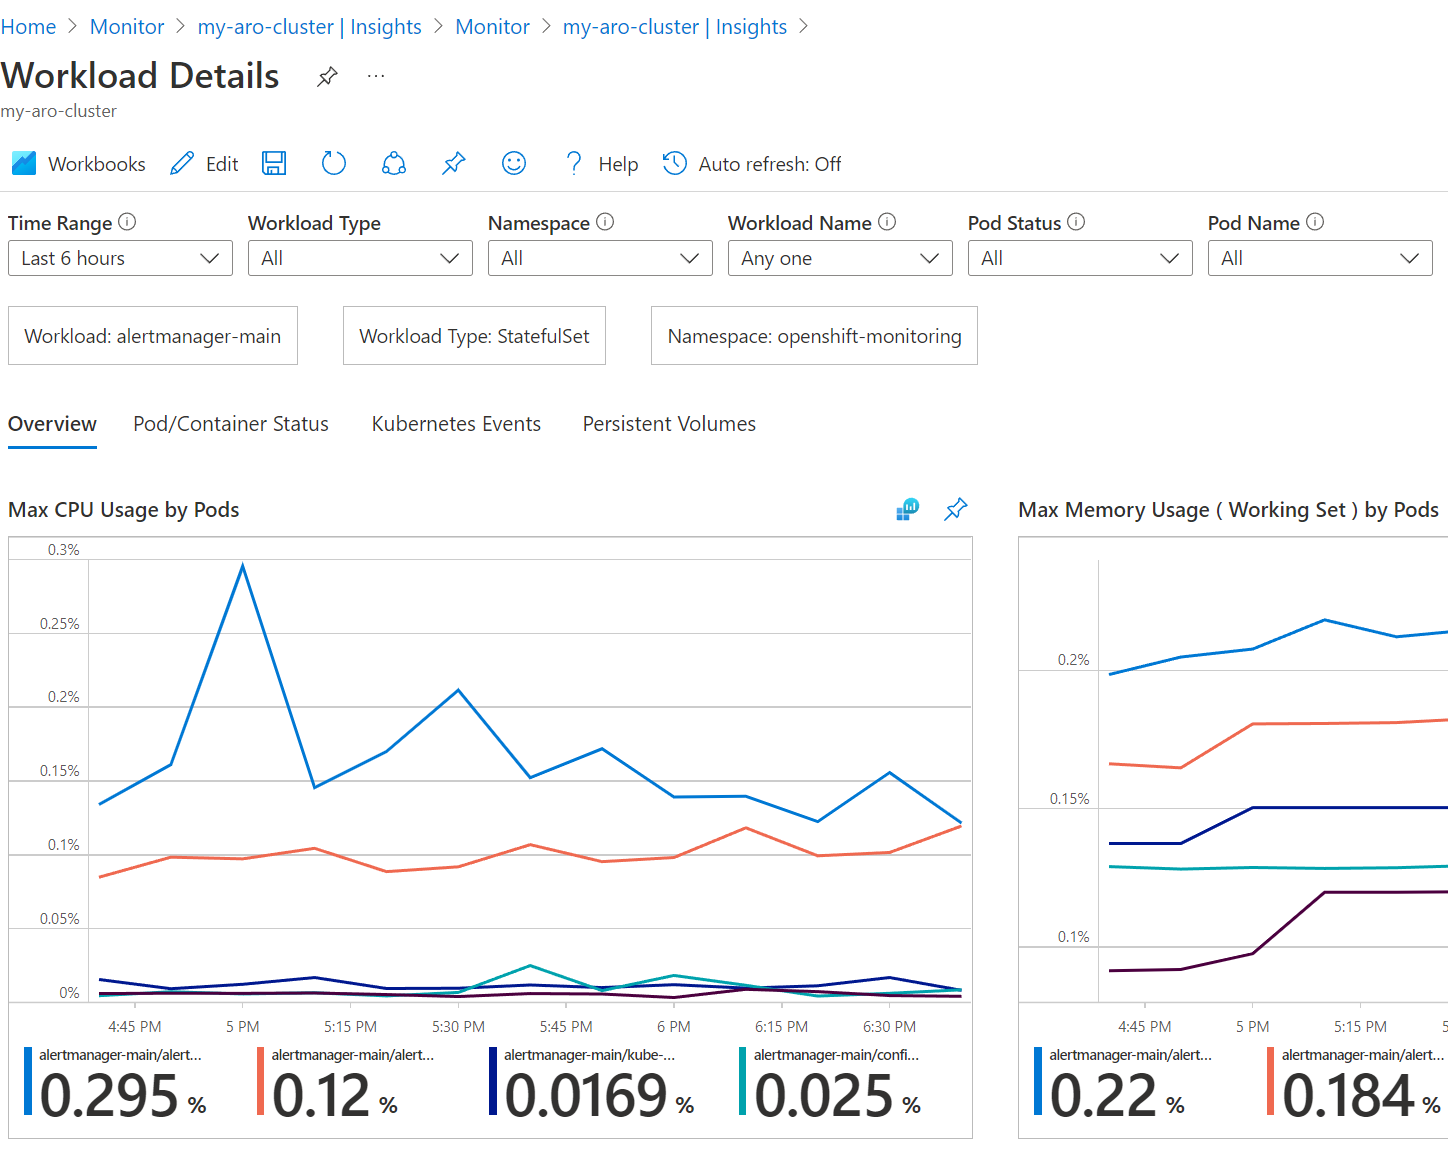 Home > Monitor > my-aro-cluster | Insights > Monitor > my-aro-cluster | Insights >
Workload Details ...
my-aro-cluster
Workbooks Edit Help Auto refresh: Off
Time Range Workload Type Namespace Workload Name Pod Status Pod Name
Last 6 hours All All Any one All All
Workload: alertmanager-main Workload Type: StatefulSet Namespace: openshift-monitoring
Overview Pod/Container Status Kubernetes Events Persistent Volumes
Max CPU Usage by Pods
0.3%
0.25%
0.2%
0.15%
0.1%
0.05%
0%
4:45 PM 5 PM 5:15 PM 5:30 PM 5:45 PM 6 PM 6:15 PM 6:30 PM
alertmanager-main/alert... alertmanager-main/alert... alertmanager-main/kube-... alertmanager-main/confi...
0.295 % 0.12 % 0.0169 % 0.025 %
Max Memory Usage ( Working Set ) by Pods
0.2%
0.15%
0.1%
4:45 PM 5 PM 5:15 PM 5
alertmanager-main/alert... alertmanager-main/alert...
0.22 % 0.184 %